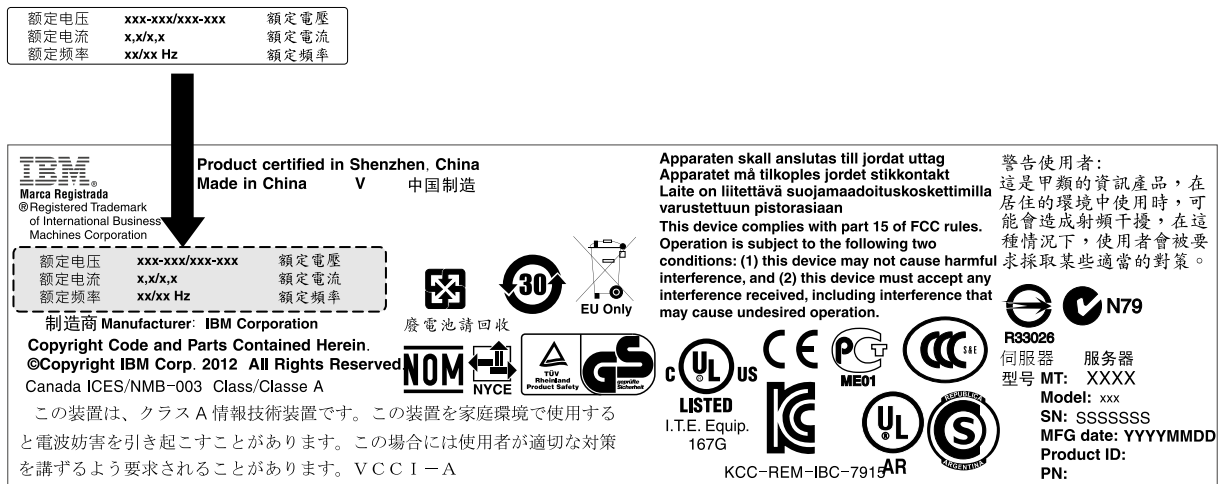 额定电压 xxx-xxx/xxx-xxx 額定電壓
额定电流 x,x/x,x 額定電流
额定频率 xx/xx Hz 額定頻率
IBM®
Marca Registrada
® Registered Trademark
of International Business
Machines Corporation
Product certified in Shenzhen, China
Made in China V 中国制造
额定电压 xxx-xxx/xxx-xxx 額定電壓
额定电流 x,x/x,x 額定電流
额定频率 xx/xx Hz 額定頻率
制造商 Manufacturer: IBM Corporation
Copyright Code and Parts Contained Herein.
©Copyright IBM Corp. 2012 All Rights Reserved.
Canada ICES/NMB-003 Class/Classe A
この装置は、クラス A 情報技術装置です。この装置を家庭環境で使用する
と電波妨害を引き起こすことがあります。この場合には使用者が適切な対策
を講ずるよう要求されることがあります。ＶＣＣＩ－Ａ
廢電池請回收
30
EU Only
NOM
NYCE
TÜV
Rheinland
Product Safety
GS
geprüfte
Sicherheit
Apparaten skall anslutas till jordat uttag
Apparatet må tilkoples jordet stikkontakt
Laite on liitettävä suojamaadoituskoskettimilla
varustettuun pistorasiaan
This device complies with part 15 of FCC rules.
Operation is subject to the following two
conditions: (1) this device may not cause harmful
interference, and (2) this device must accept any
interference received, including interference that
may cause undesired operation.
C UL US
®
LISTED
I.T.E. Equip.
167G
CE
PCT
ME01
CCC
S&E
KC
KCC-REM-IBC-7915
UL
®
AR
REPUBLICA
S
ARGENTINA
警告使用者:
這是甲類的資訊產品，在
居住的環境中使用時，可
能會造成射頻干擾，在這
種情況下，使用者會被要
求採取某些適當的對策。
R33026
N79
伺服器 服务器
型号 MT: XXXX
Model: xxx
SN: SSSSSSS
MFG date: YYYYMMDD
Product ID:
PN: